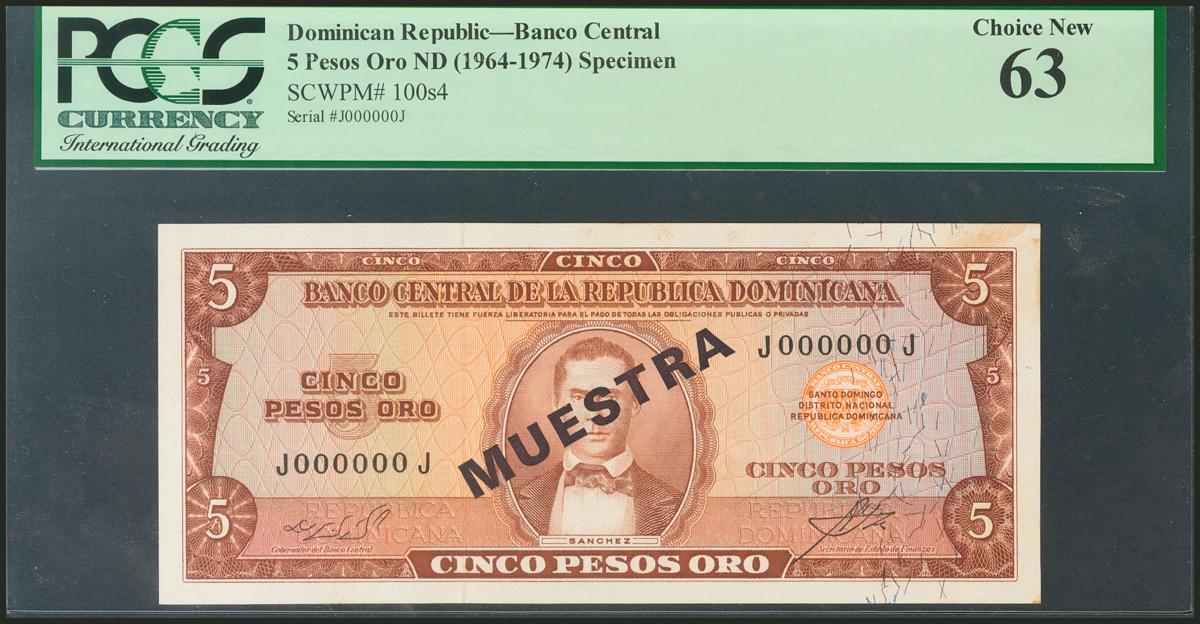 PCGS
CURRENCY
International Grading
Dominican Republic—Banco Central
5 Pesos Oro ND (1964-1974) Specimen
SCWPM# 100s4
Serial #J000000J
Choice New
63
CINCO CINCO CINCO
5 5
BANCO CENTRAL DE LA REPUBLICA DOMINICANA
ESTE BILLETE TIENE FUERZA LIBERATORIA PARA EL PAGO DE TODAS LAS OBLIGACIONES PUBLICAS O PRIVADAS
J000000J
5 5
CINCO
PESOS ORO
MUESTRA
SANTO DOMINGO
DISTRITO NACIONAL
REPUBLICA DOMINICANA
J000000J
CINCO PESOS
ORO
5 5
REPUBLICA
DOMINICANA
REPUBLICA
DOMINICANA
Gobernador del Banco Central
SANCHEZ
Secretario de Estado de Finanzas
CINCO PESOS ORO